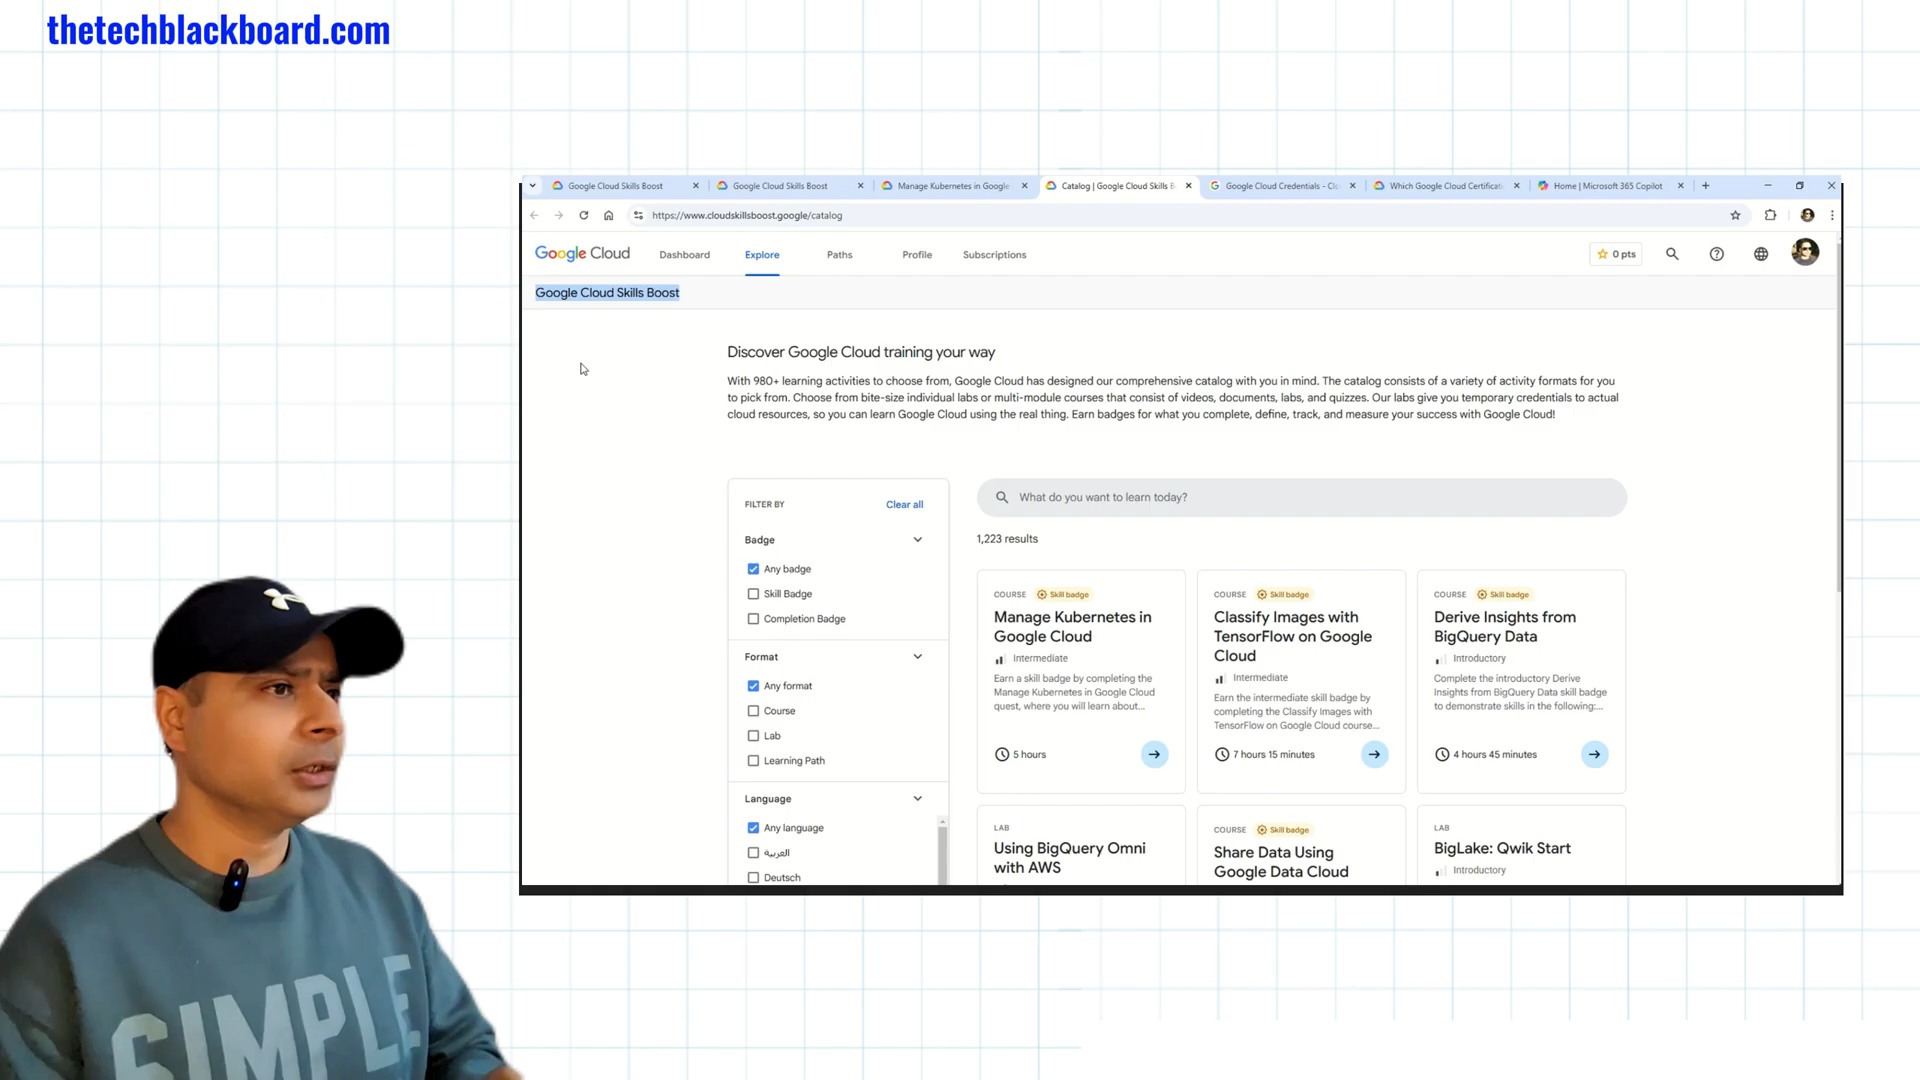 thetechblackboard.com
Google Cloud Skills Boost
Google Cloud Skills Boost
Manage Kubernetes in Google
Catalog | Google Cloud Skills B
Google Cloud Credentials - Clo
Which Google Cloud Certificati
Home | Microsoft 365 Copilot
https://www.cloudskillsboost.google/catalog
Google Cloud
Dashboard
Explore
Paths
Profile
Subscriptions
0 pts
Google Cloud Skills Boost
Discover Google Cloud training your way
With 980+ learning activities to choose from, Google Cloud has designed our comprehensive catalog with you in mind. The catalog consists of a variety of activity formats for you
to pick from. Choose from bite-size individual labs or multi-module courses that consist of videos, documents, labs, and quizzes. Our labs give you temporary credentials to actual
cloud resources, so you can learn Google Cloud using the real thing. Earn badges for what you complete, define, track, and measure your success with Google Cloud!
FILTER BY
Clear all
Badge
Any badge
Skill Badge
Completion Badge
Format
Any format
Course
Lab
Learning Path
Language
Any language
العربية
Deutsch
What do you want to learn today?
1,223 results
COURSE Skill badge
Manage Kubernetes in
Google Cloud
Intermediate
Earn a skill badge by completing the
Manage Kubernetes in Google Cloud
quest, where you will learn about...
5 hours
COURSE Skill badge
Classify Images with
TensorFlow on Google
Cloud
Intermediate
Earn the intermediate skill badge by
completing the Classify Images with
TensorFlow on Google Cloud course...
7 hours 15 minutes
COURSE Skill badge
Derive Insights from
BigQuery Data
Introductory
Complete the introductory Derive
Insights from BigQuery Data skill badge
to demonstrate skills in the following:...
4 hours 45 minutes
LAB
Using BigQuery Omni
with AWS
COURSE Skill badge
Share Data Using
Google Data Cloud
LAB
BigLake: Qwik Start
Introductory
SIMPLE